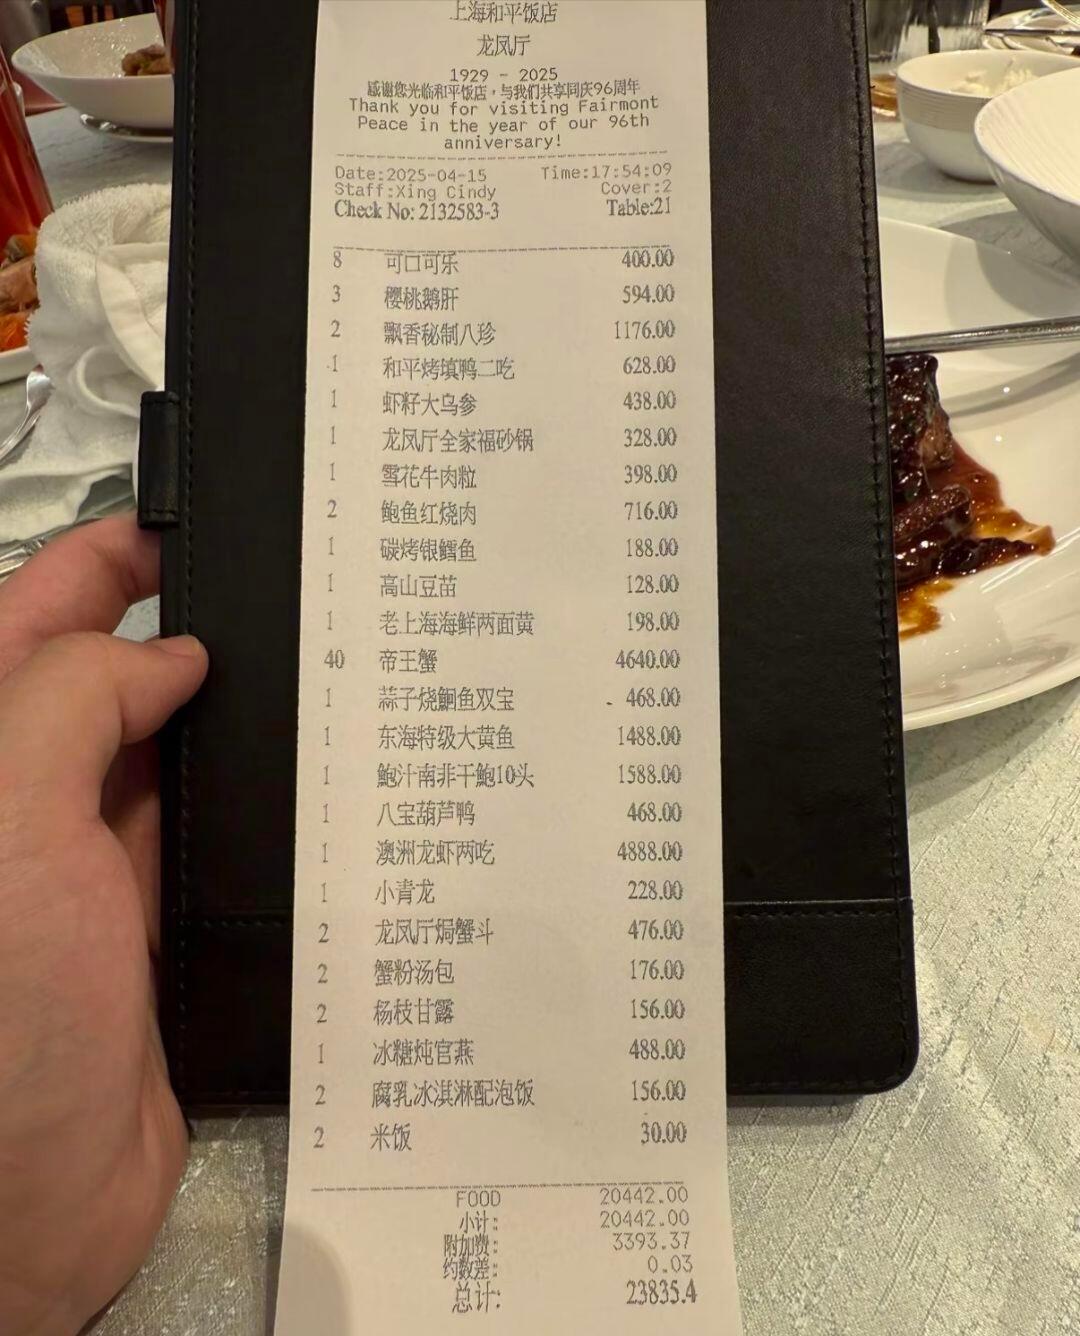 上海和平饭店
龙凤厅
1929 - 2025
感谢您光临和平饭店，与我们共享同庆96周年
Thank you for visiting Fairmont
Peace in the year of our 96th
anniversary!
Date:2025-04-15 Time:17:54:09
Staff:Xing Cindy Cover:2
Check No: 2132583-3 Table:21
8 可口可乐 400.00
3 樱桃鹅肝 594.00
2 飘香秘制八珍 1176.00
1 和平烤填鸭二吃 628.00
1 虾籽大乌参 438.00
1 龙凤厅全家福砂锅 328.00
1 雪花牛肉粒 398.00
2 鲍鱼红烧肉 716.00
1 碳烤银鳕鱼 188.00
1 高山豆苗 128.00
1 老上海海鲜两面黄 198.00
40 帝王蟹 4640.00
1 蒜子烧鮰鱼双宝 468.00
1 东海特级大黄鱼 1488.00
1 鲍汁南非干鲍10头 1588.00
1 八宝葫芦鸭 468.00
1 澳洲龙虾两吃 4888.00
1 小青龙 228.00
2 龙凤厅焗蟹斗 476.00
2 蟹粉汤包 176.00
2 杨枝甘露 156.00
1 冰糖炖官燕 488.00
2 腐乳冰淇淋配泡饭 156.00
2 米饭 30.00
FOOD 20442.00
小计: 20442.00
附加费: 3393.37
约数差: 0.03
总计: 23835.4